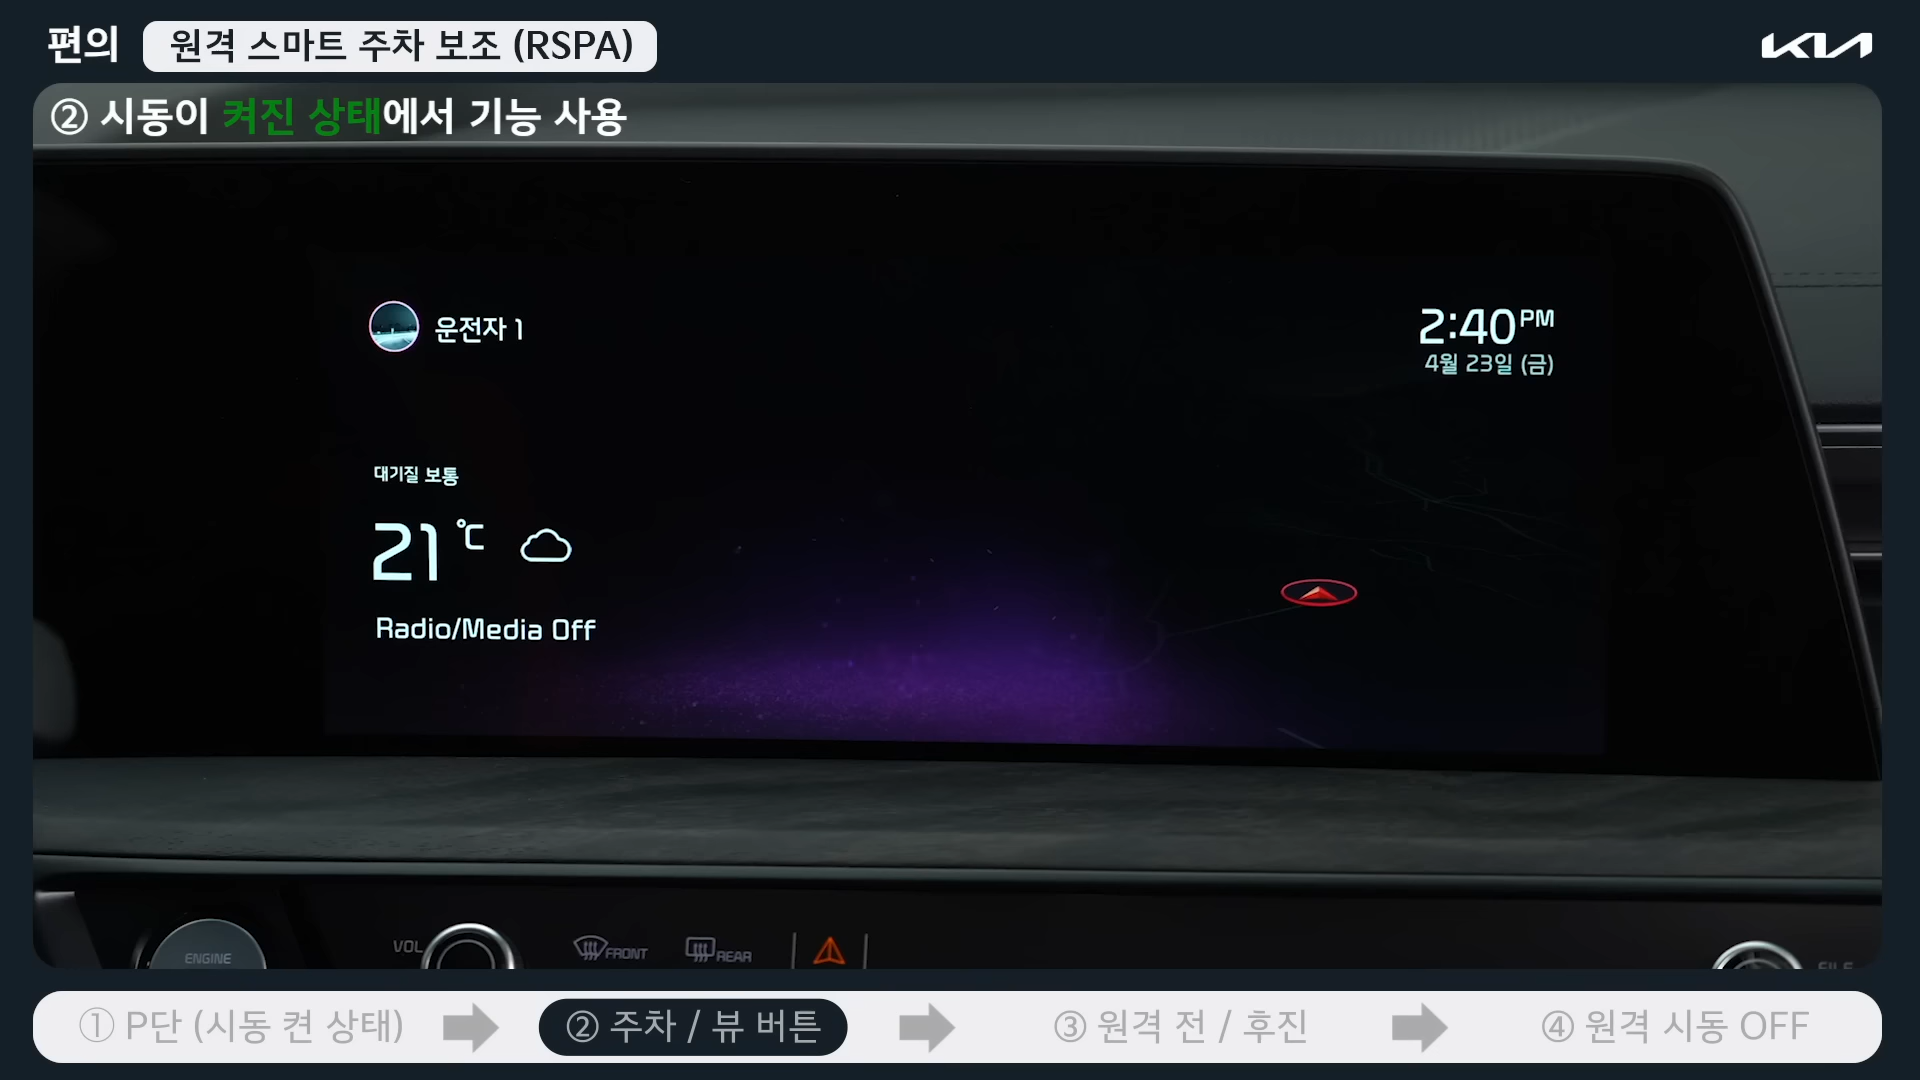 편의 원격 스마트 주차 보조 (RSPA) KIA
② 시동이 켜진 상태에서 기능 사용
운전자 1
2:40 PM
4월 23일 (금)
대기질 보통
21 ℃
Radio/Media Off
ENGINE VOL FRONT REAR FILE
① P단 (시동 켠 상태) ② 주차 / 뷰 버튼 ③ 원격 전 / 후진 ④ 원격 시동 OFF